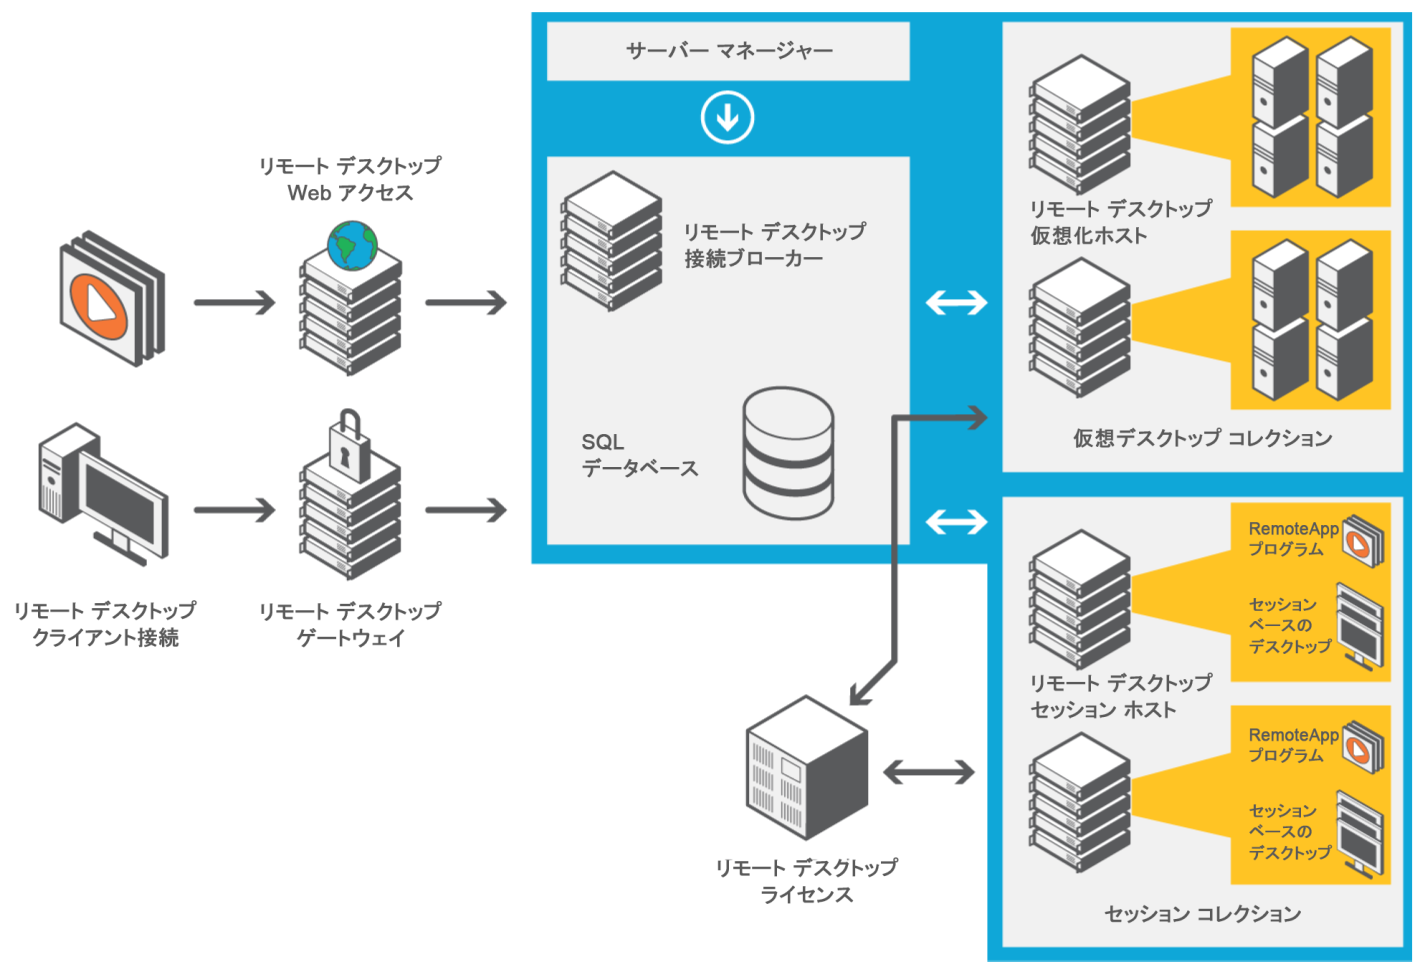 サーバー マネージャー
リモート デスクトップ
Web アクセス
リモート デスクトップ
接続ブローカー
SQL
データベース
リモート デスクトップ
クライアント接続
リモート デスクトップ
ゲートウェイ
リモート デスクトップ
ライセンス
リモート デスクトップ
仮想化ホスト
仮想デスクトップ コレクション
RemoteApp
プログラム
セッション
ベースの
デスクトップ
リモート デスクトップ
セッション ホスト
RemoteApp
プログラム
セッション
ベースの
デスクトップ
セッション コレクション